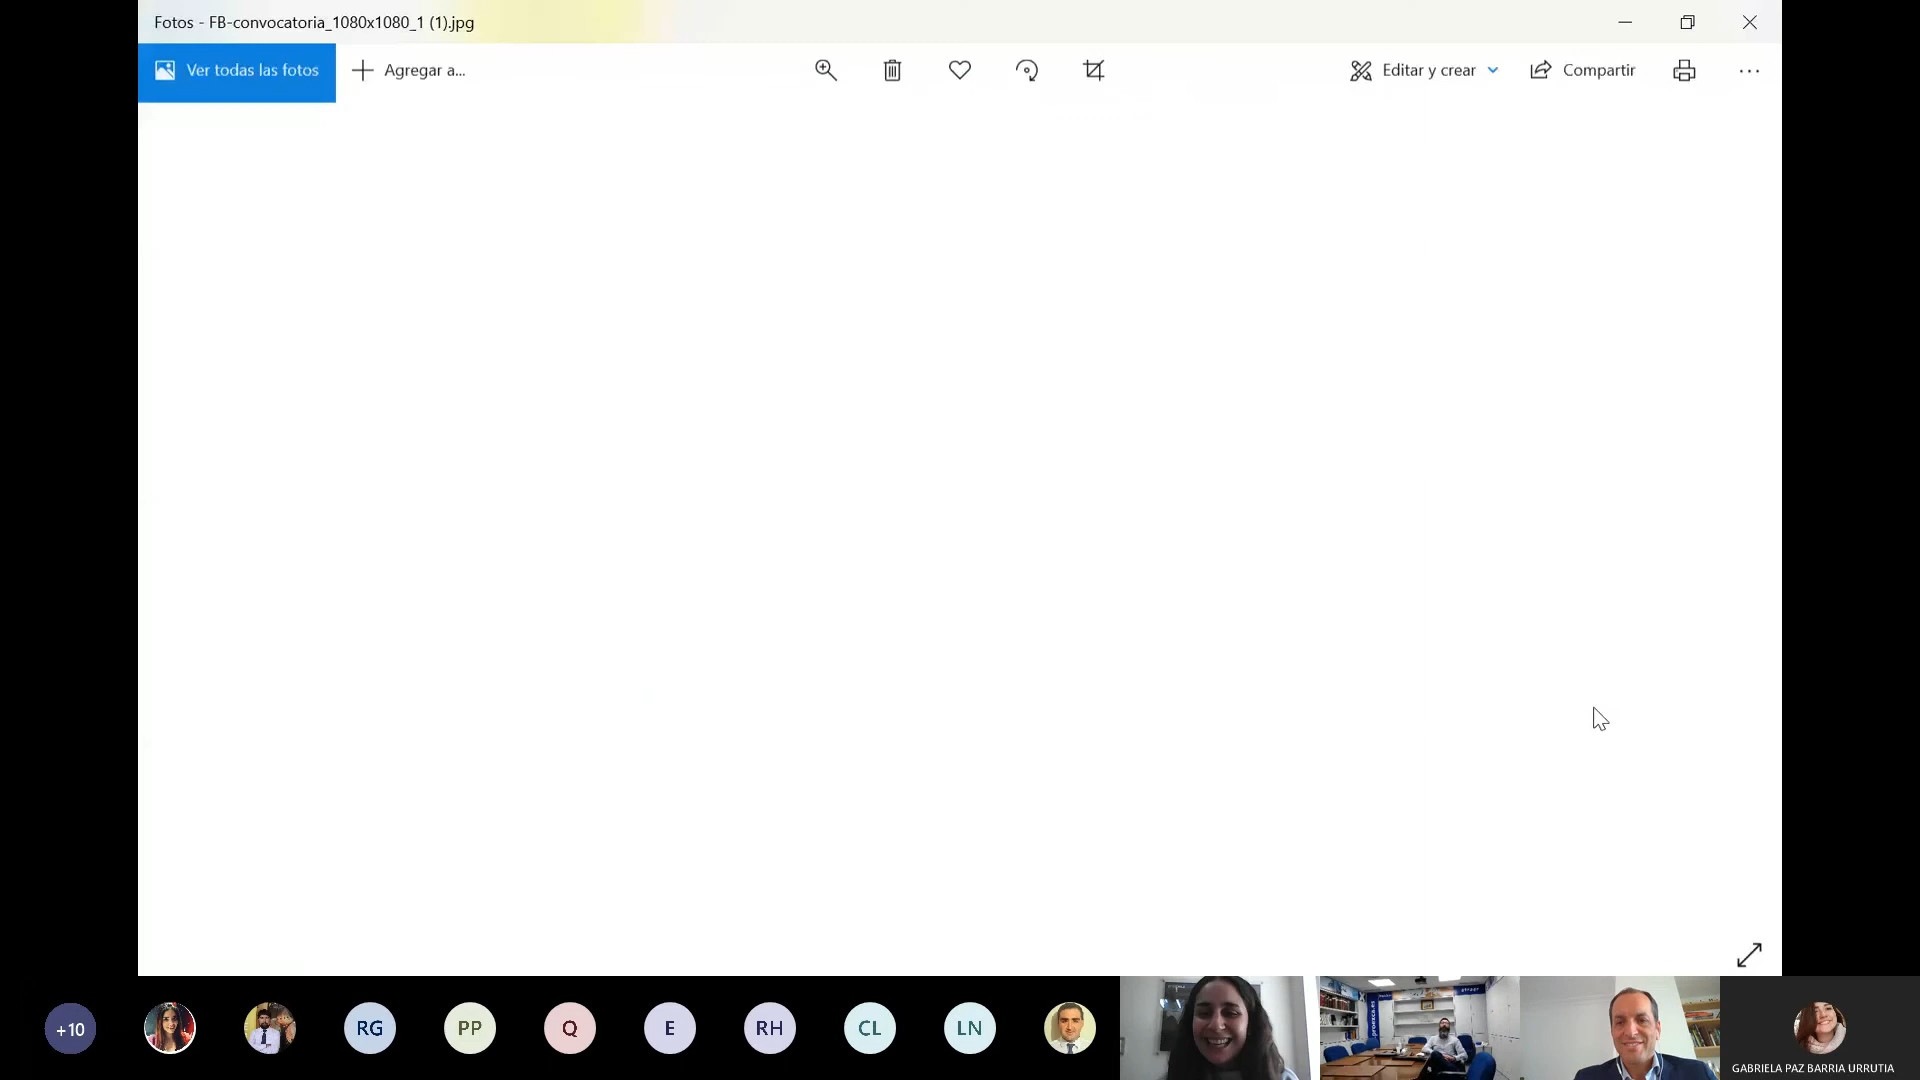 Fotos - FB-convocatoria_1080x1080_1 (1).jpg
Ver todas las fotos
Agregar a...
Editar y crear
Compartir
+10
RG
PP
Q
E
RH
CL
LN
GABRIELA PAZ BARRIA URRUTIA